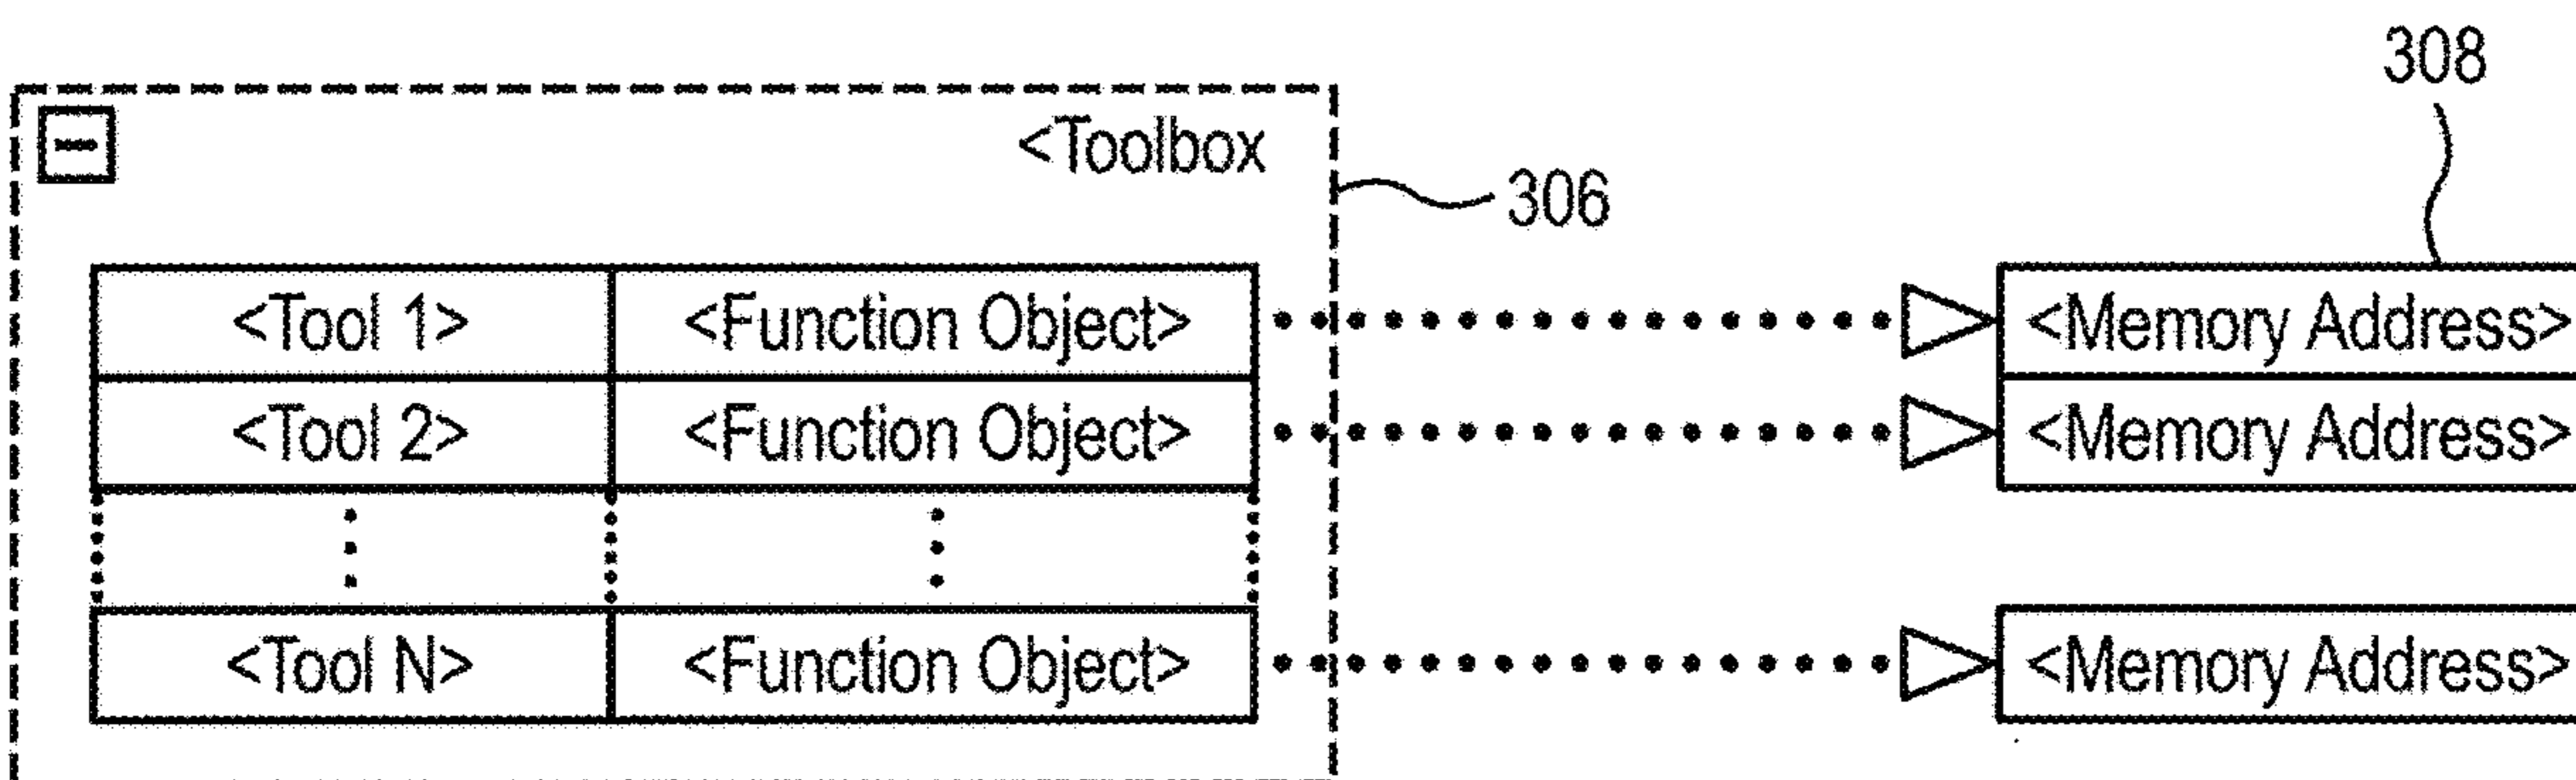 308
<Toolbox
306
<Tool 1> <Function Object> <Memory Address>
<Tool 2> <Function Object> <Memory Address>
<Tool N> <Function Object> <Memory Address>